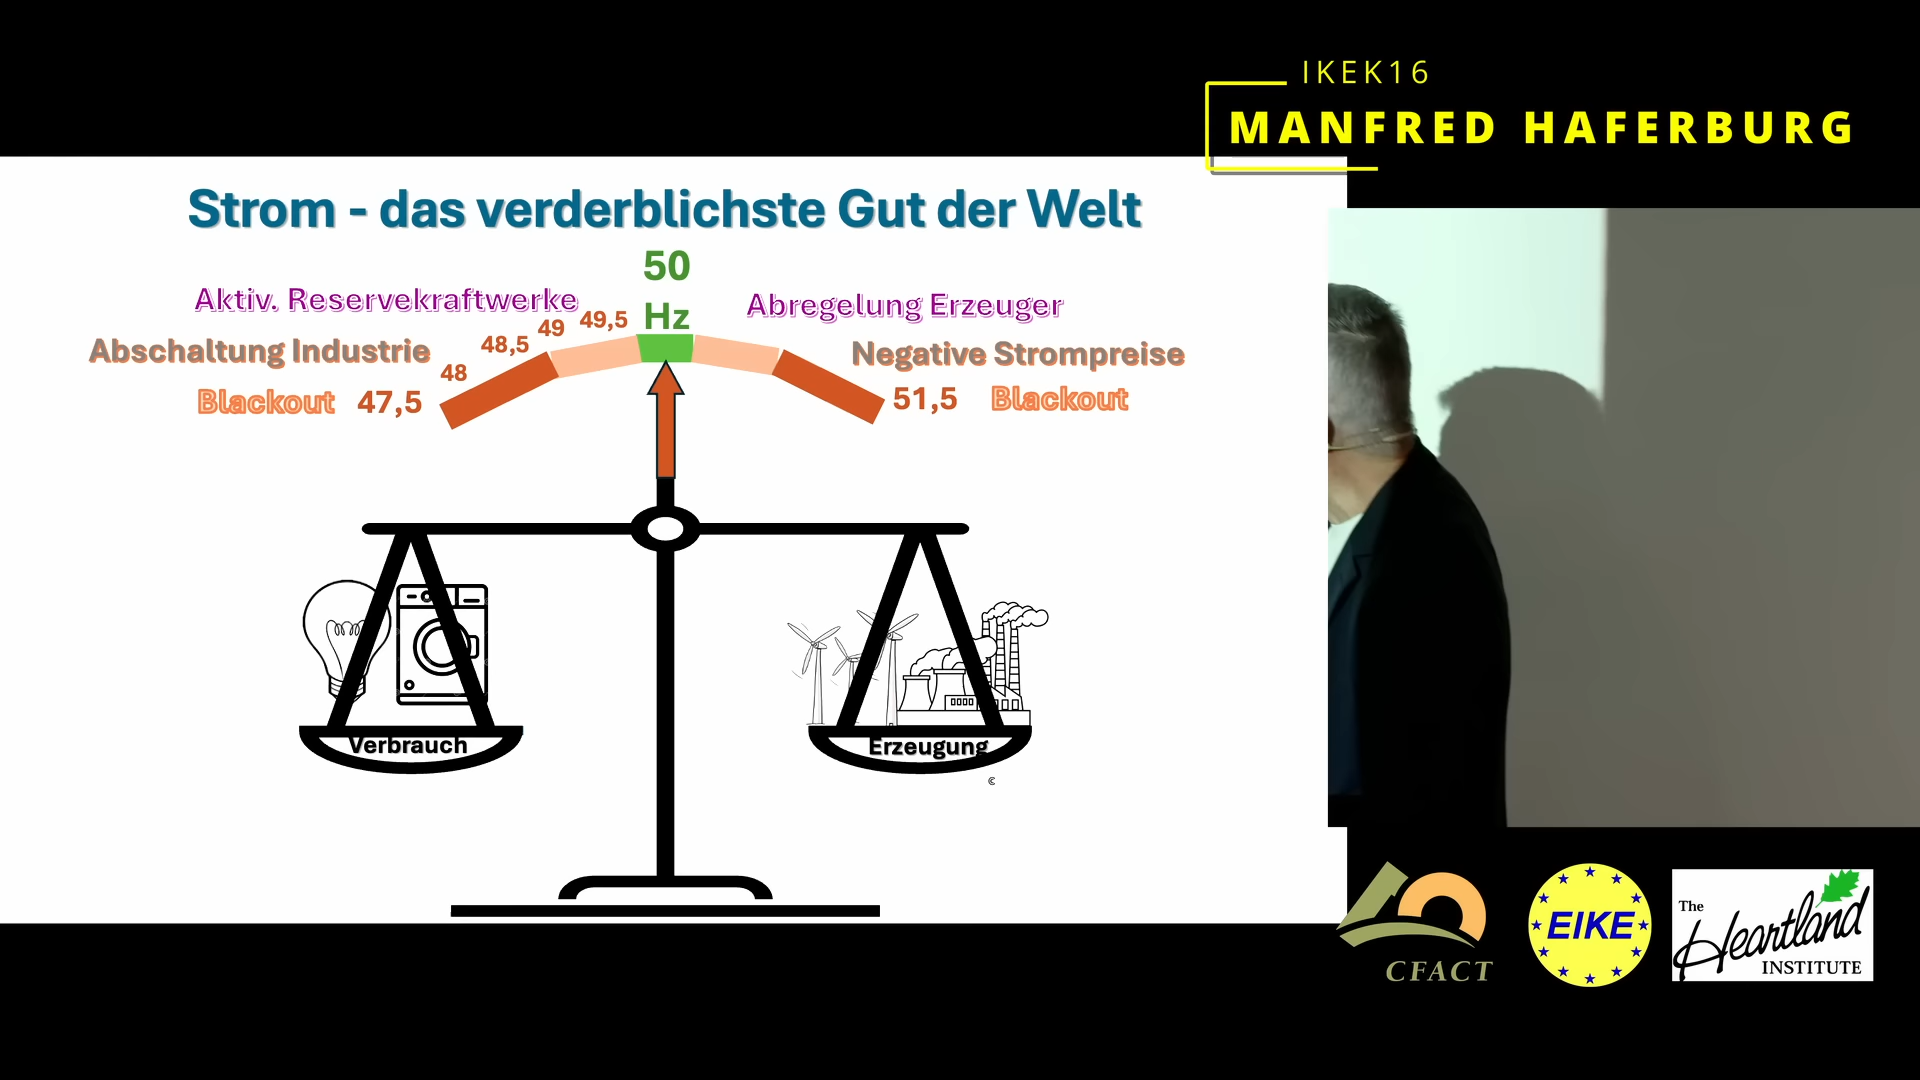 IKEK16
MANFRED HAFERBURG
Strom - das verderblichste Gut der Welt
50
Hz
Aktiv. Reservekraftwerke
Abregelung Erzeuger
49,5
49
48,5
48
Abschaltung Industrie
Negative Strompreise
Blackout 47,5
51,5 Blackout
Verbrauch
Erzeugung
€
CFACT
EIKE
The
Heartland
INSTITUTE